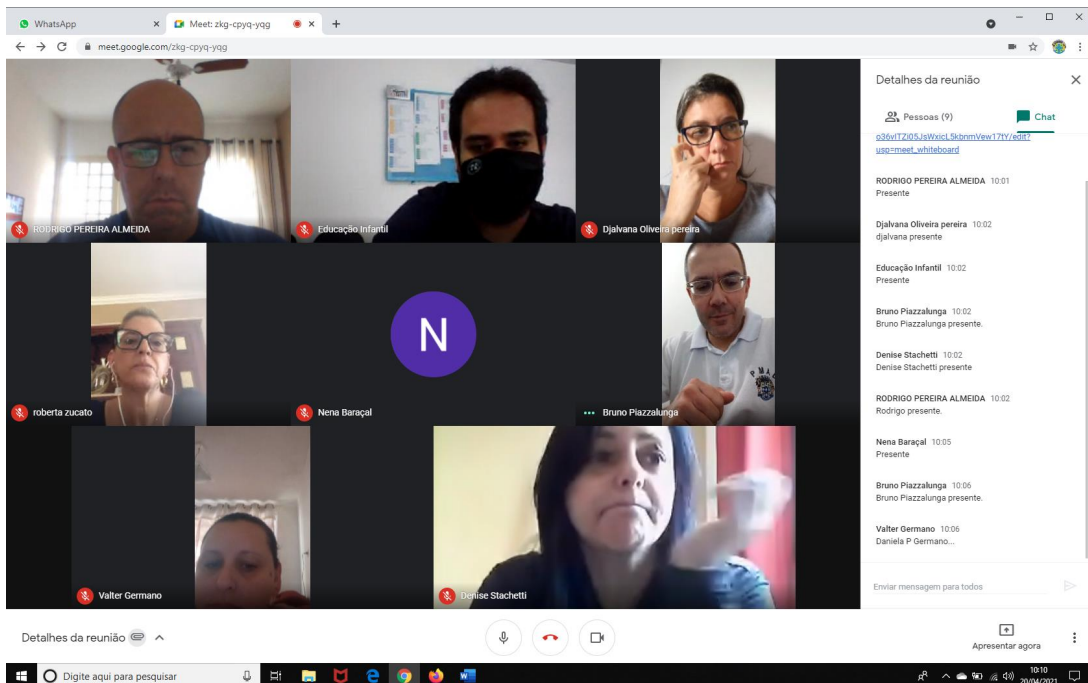 WhatsApp
Meet: zkg-cpyq-yqg
meet.google.com/zkg-cpyq-yqg
RODRIGO PEREIRA ALMEIDA
Educação Infantil
Djalvana Oliveira pereira
roberta zucato
N
Nena Baraçal
Bruno Piazzalunga
PMAC
Valter Germano
Denise Stachetti
Detalhes da reunião
Pessoas (9)
Chat
usp=meet_whiteboard
RODRIGO PEREIRA ALMEIDA 10:01
Presente
Djalvana Oliveira pereira 10:02
djalvana presente
Educação Infantil 10:02
Presente
Bruno Piazzalunga 10:02
Bruno Piazzalunga presente.
Denise Stachetti 10:02
Denise Stachetti presente
RODRIGO PEREIRA ALMEIDA 10:02
Rodrigo presente.
Nena Baraçal 10:05
Presente
Bruno Piazzalunga 10:06
Bruno Piazzalunga presente.
Valter Germano 10:06
Daniela P Germano...
Enviar mensagem para todos
Detalhes da reunião
Apresentar agora
Digite aqui para pesquisar
10:10
20/04/2021